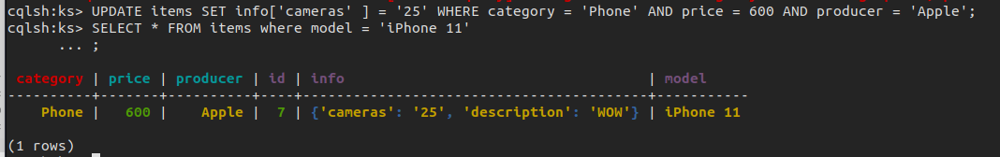 cqlsh:ks> UPDATE items SET info['cameras' ] = '25' WHERE category = 'Phone' AND price = 600 AND producer = 'Apple';
cqlsh:ks> SELECT * FROM items where model = 'iPhone 11'
      ... ;

 category | price | producer | id | info                                   | model
----------+-------+----------+----+----------------------------------------+-----------
    Phone |   600 |    Apple |  7 | {'cameras': '25', 'description': 'WOW'} | iPhone 11

(1 rows)